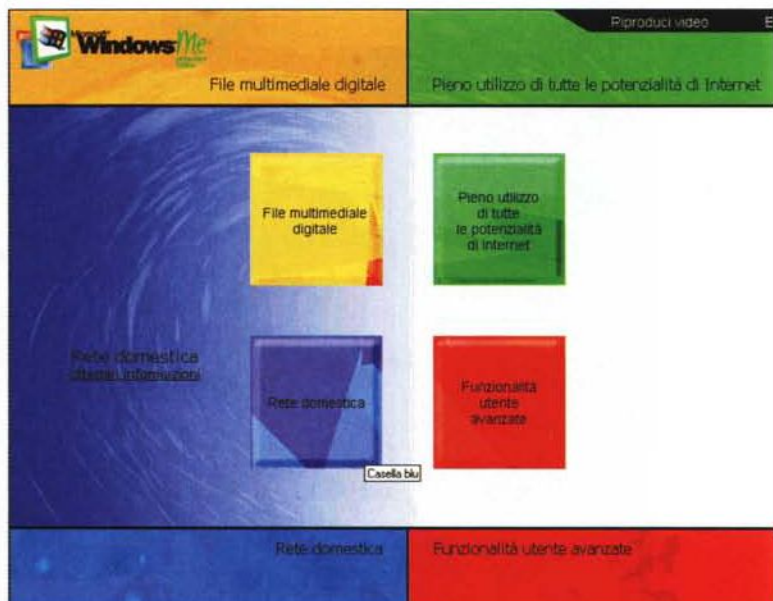 Microsoft
Windows Me
Riproduci video
E
File multimediale digitale
Pieno utilizzo di tutte le potenzialità di Internet
File multimediale
digitale
Pieno utilizzo
di tutte
le potenzialità
di Internet
Rete domestica
Rete domestica
Funzionalità
utente
avanzate
Casella blu
Rete domestica
Funzionalità utente avanzate